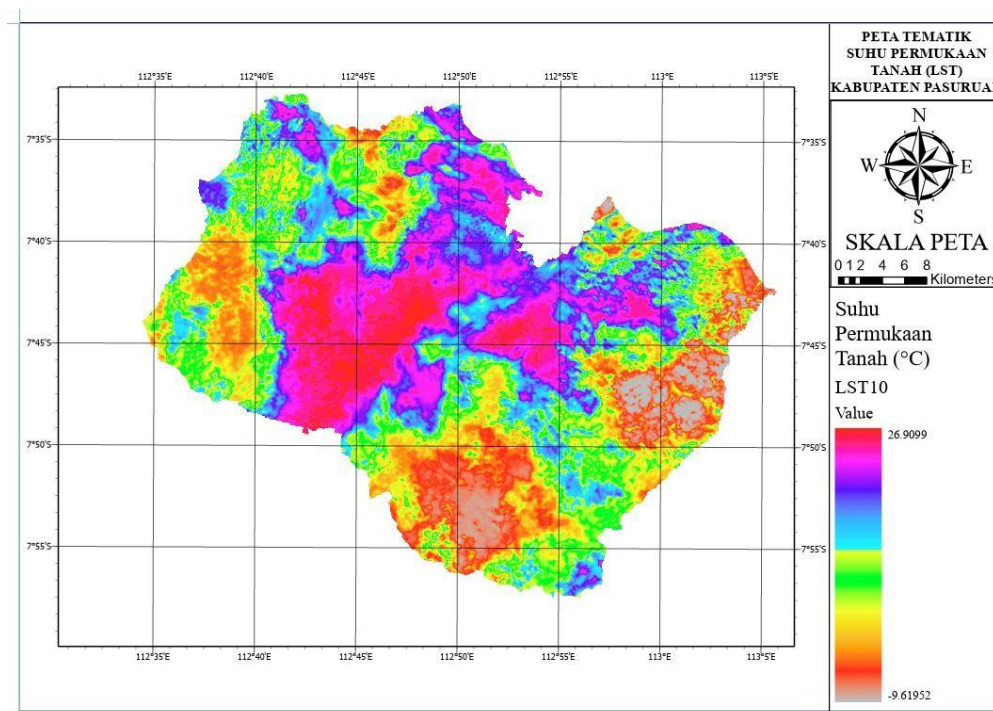 PETA TEMATIK
SUHU PERMUKAAN
TANAH (LST)
KABUPATEN PASURUAN
N
W E
S
SKALA PETA
0 1 2 4 6 8
Kilometers
Suhu
Permukaan
Tanah (°C)
LST10
Value
26.9099
-9.61952
112°35'E 112°40'E 112°45'E 112°50'E 112°55'E 113°E 113°5'E
7°35'S 7°35'S
7°40'S 7°40'S
7°45'S 7°45'S
7°50'S 7°50'S
7°55'S 7°55'S
112°35'E 112°40'E 112°45'E 112°50'E 112°55'E 113°E 113°5'E